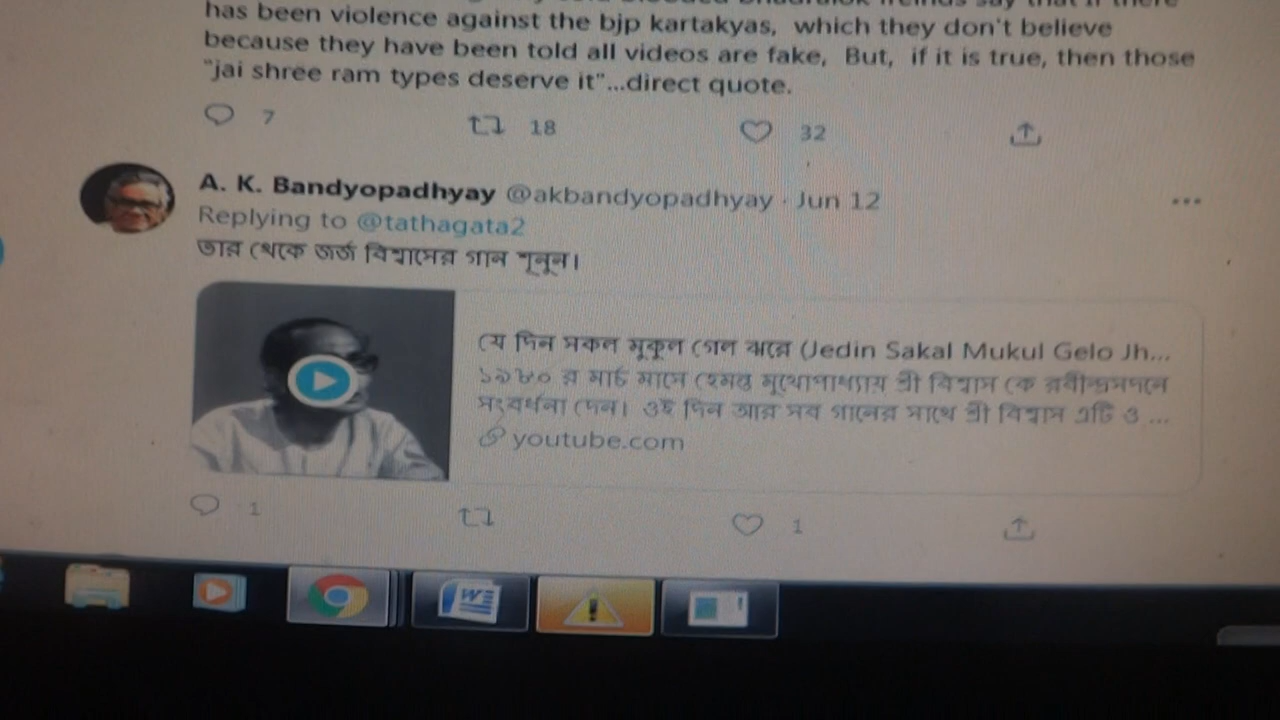 has been violence against the bjp kartakyas, which they don't believe
because they have been told all videos are fake, But, if it is true, then those
"jai shree ram types deserve it"...direct quote.
7 18 32
A. K. Bandyopadhyay @akbandyopadhyay · Jun 12 ...
Replying to @tathagata2
তার থেকে জর্জ বিশ্বাসের গান শূনুন।
যে দিন সকল মুকুল গেল ঝরে (Jedin Sakal Mukul Gelo Jh...
১৯৮০ র মার্চ মাসে হেমন্ত মুখোপাধ্যায় শ্রী বিশ্বাস কে রবীন্দ্রসদনে
সংবর্ধনা দেন। ওই দিন আর সব গানের সাথে শ্রী বিশ্বাস এটি ও ...
youtube.com
1 1
W